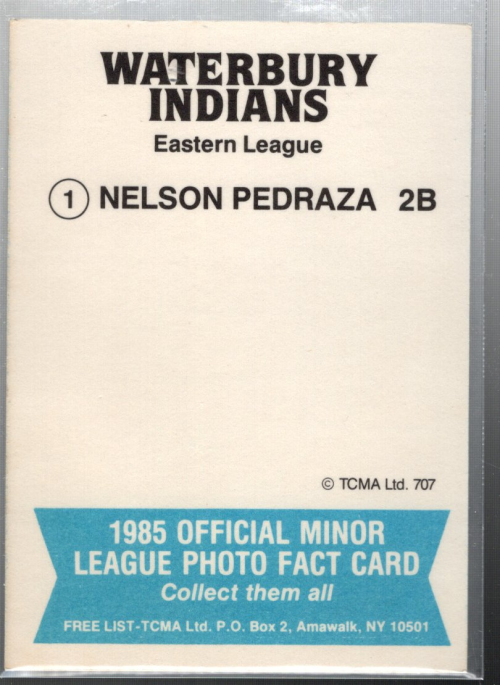 WATERBURY
INDIANS
Eastern League
1 NELSON PEDRAZA 2B
© TCMA Ltd. 707
1985 OFFICIAL MINOR
LEAGUE PHOTO FACT CARD
Collect them all
FREE LIST-TCMA Ltd. P.O. Box 2, Amawalk, NY 10501